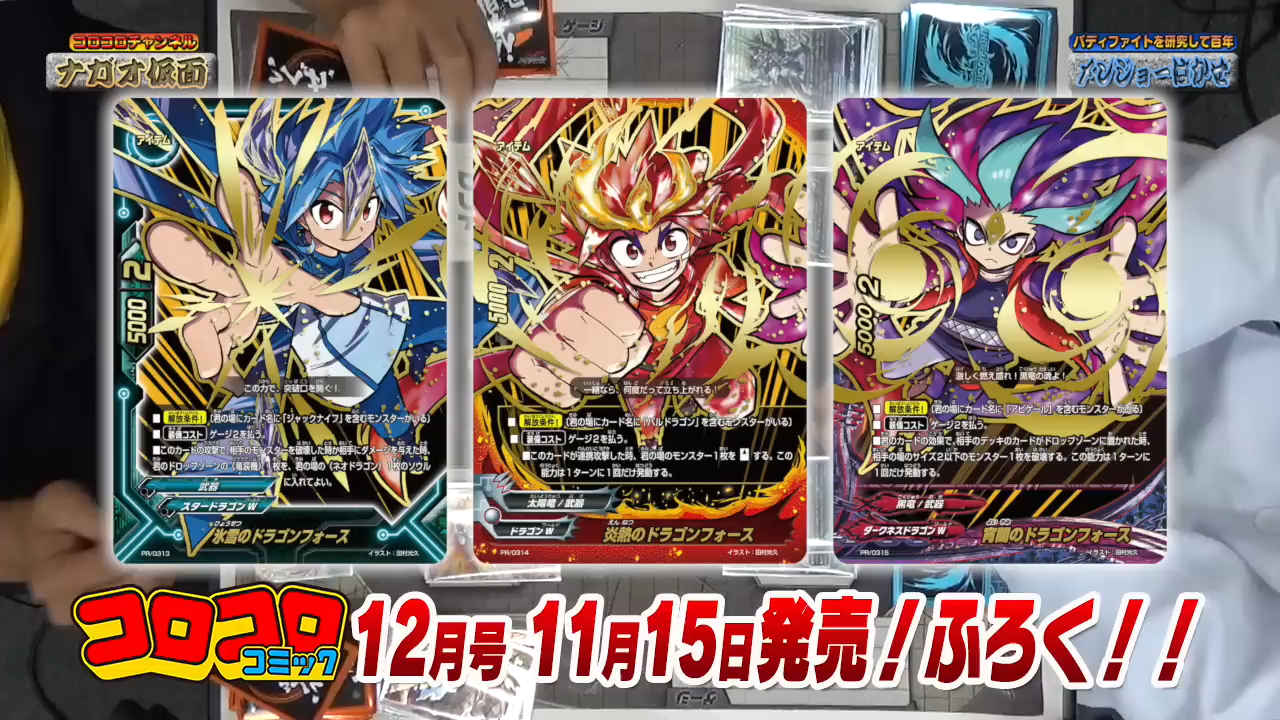 コロコロチャンネル
ナガオ仮面
バディファイトを研究して百年
メンジョーはかせ
ゲージ
アイテム
5000 2
この力で、突破口を開く!
■解放条件!(君の場にカード名に「ジャックナイフ」を含むモンスターがいる)
■装備コスト ゲージ2を払う。
■このカードの攻撃で、相手のモンスターを破壊した時か相手にダメージを与えた時、
君のドロップゾーンの《竜装機》1枚を、君の場の《ネオドラゴン》1枚のソウル
に入れてよい。
武器
スタードラゴンW
氷雪のドラゴンフォース
PR/0313
イラスト:田村光久
アイテム
5000 2
一緒なら、何度だって立ち上がれる!
■解放条件!(君の場にカード名に「バルドラゴン」を含むモンスターがいる)
■装備コスト ゲージ2を払う。
■このカードが連携攻撃した時、君の場のモンスター1枚を する。この
能力は1ターンに1回だけ発動する。
太陽竜/武器
ドラゴンW
炎熱のドラゴンフォース
PR/0314
イラスト:田村光久
アイテム
5000 2
激しく燃え盛れ!黒竜の魂よ!
■解放条件!(君の場にカード名に「アビゲール」を含むモンスターがいる)
■装備コスト ゲージ2を払う。
■君のカードの効果で、相手のデッキのカードがドロップゾーンに置かれた時、
相手の場のサイズ2以下のモンスター1枚を破壊する。この能力は1ターンに
1回だけ発動する。
黒竜/武器
ダークネスドラゴンW
宵闇のドラゴンフォース
PR/0315
イラスト:田村光久
コロコロ
コミック
12月号 11月15日発売!ふろく!!